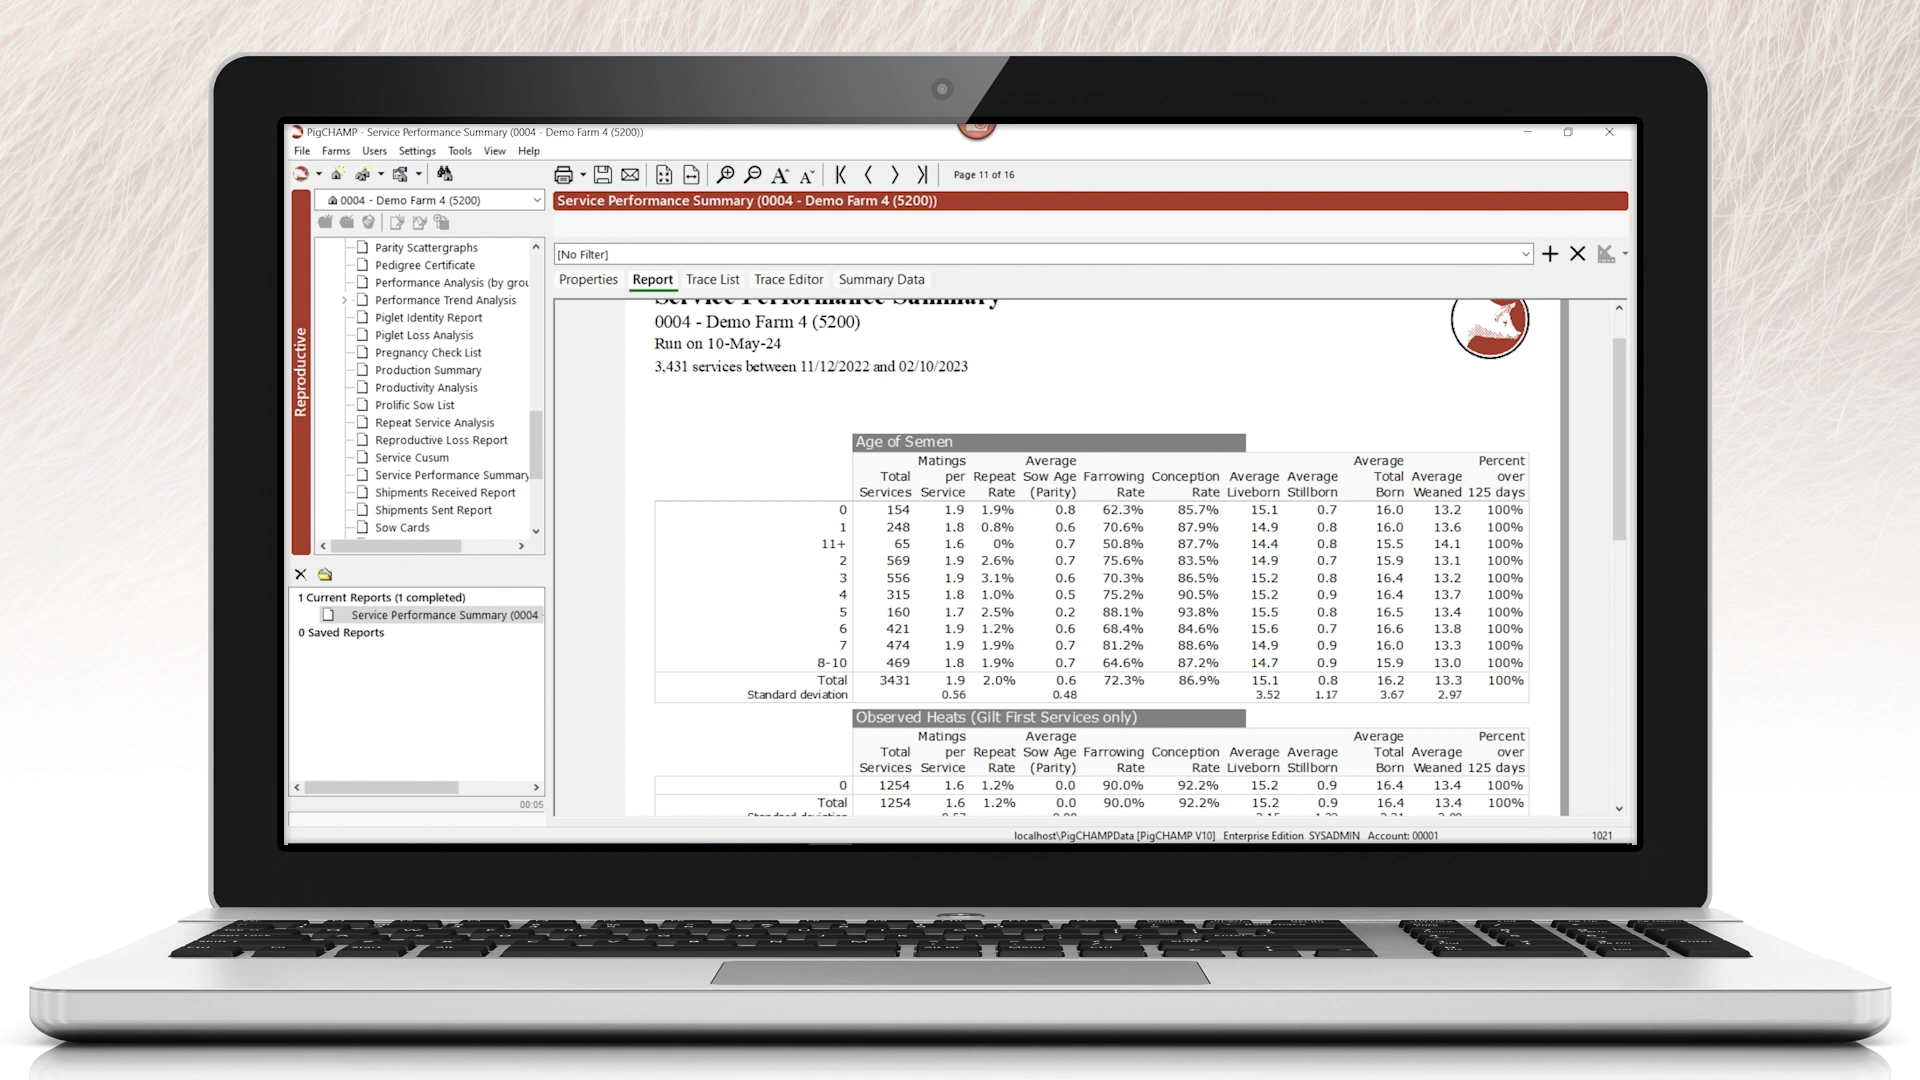 PigCHAMP - Service Performance Summary (0004 - Demo Farm 4 (5200))
File Farms Users Settings Tools View Help
Page 11 of 16
0004 - Demo Farm 4 (5200)
Service Performance Summary (0004 - Demo Farm 4 (5200))
[No Filter]
Properties Report Trace List Trace Editor Summary Data
Reproductive
Parity Scattergraphs
Pedigree Certificate
Performance Analysis (by grou
Performance Trend Analysis
Piglet Identity Report
Piglet Loss Analysis
Pregnancy Check List
Production Summary
Productivity Analysis
Prolific Sow List
Repeat Service Analysis
Reproductive Loss Report
Service Cusum
Service Performance Summary
Shipments Received Report
Shipments Sent Report
Sow Cards
1 Current Reports (1 completed)
Service Performance Summary (0004
0 Saved Reports
00:05
Service Performance Summary
0004 - Demo Farm 4 (5200)
Run on 10-May-24
3,431 services between 11/12/2022 and 02/10/2023
Age of Semen
Matings Average Average Percent
Total per Repeat Sow Age Farrowing Conception Average Average Total Average over
Services Service Rate (Parity) Rate Rate Liveborn Stillborn Born Weaned 125 days
0 154 1.9 1.9% 0.8 62.3% 85.7% 15.1 0.7 16.0 13.2 100%
1 248 1.8 0.8% 0.6 70.6% 87.9% 14.9 0.8 16.0 13.6 100%
11+ 65 1.6 0% 0.7 50.8% 87.7% 14.4 0.8 15.5 14.1 100%
2 569 1.9 2.6% 0.7 75.6% 83.5% 14.9 0.7 15.9 13.1 100%
3 556 1.9 3.1% 0.6 70.3% 86.5% 15.2 0.8 16.4 13.2 100%
4 315 1.8 1.0% 0.5 75.2% 90.5% 15.2 0.9 16.4 13.7 100%
5 160 1.7 2.5% 0.2 88.1% 93.8% 15.5 0.8 16.5 13.4 100%
6 421 1.9 1.2% 0.6 68.4% 84.6% 15.6 0.7 16.6 13.8 100%
7 474 1.9 1.9% 0.7 81.2% 88.6% 14.9 0.9 16.0 13.3 100%
8-10 469 1.8 1.9% 0.7 64.6% 87.2% 14.7 0.9 15.9 13.0 100%
Total 3431 1.9 2.0% 0.6 72.3% 86.9% 15.1 0.8 16.2 13.3 100%
Standard deviation 0.56 0.48 3.52 1.17 3.67 2.97
Observed Heats (Gilt First Services only)
Matings Average Average Percent
Total per Repeat Sow Age Farrowing Conception Average Average Total Average over
Services Service Rate (Parity) Rate Rate Liveborn Stillborn Born Weaned 125 days
0 1254 1.6 1.2% 0.0 90.0% 92.2% 15.2 0.9 16.4 13.4 100%
Total 1254 1.6 1.2% 0.0 90.0% 92.2% 15.2 0.9 16.4 13.4 100%
Standard deviation
localhost\PigCHAMPData [PigCHAMP V10] Enterprise Edition SYSADMIN Account: 00001
1021